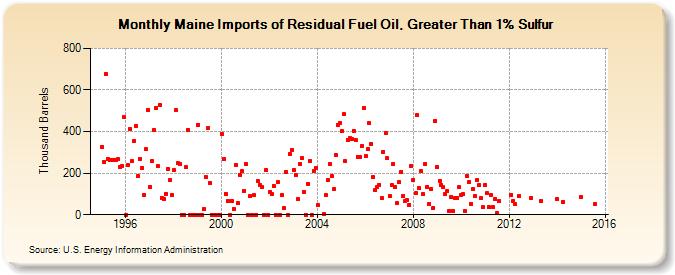 Monthly Maine Imports of Residual Fuel Oil, Greater Than 1% Sulfur
Thousand Barrels
800
600
400
200
0
1996 2000 2004 2008 2012 2016
Source: U.S. Energy Information Administration